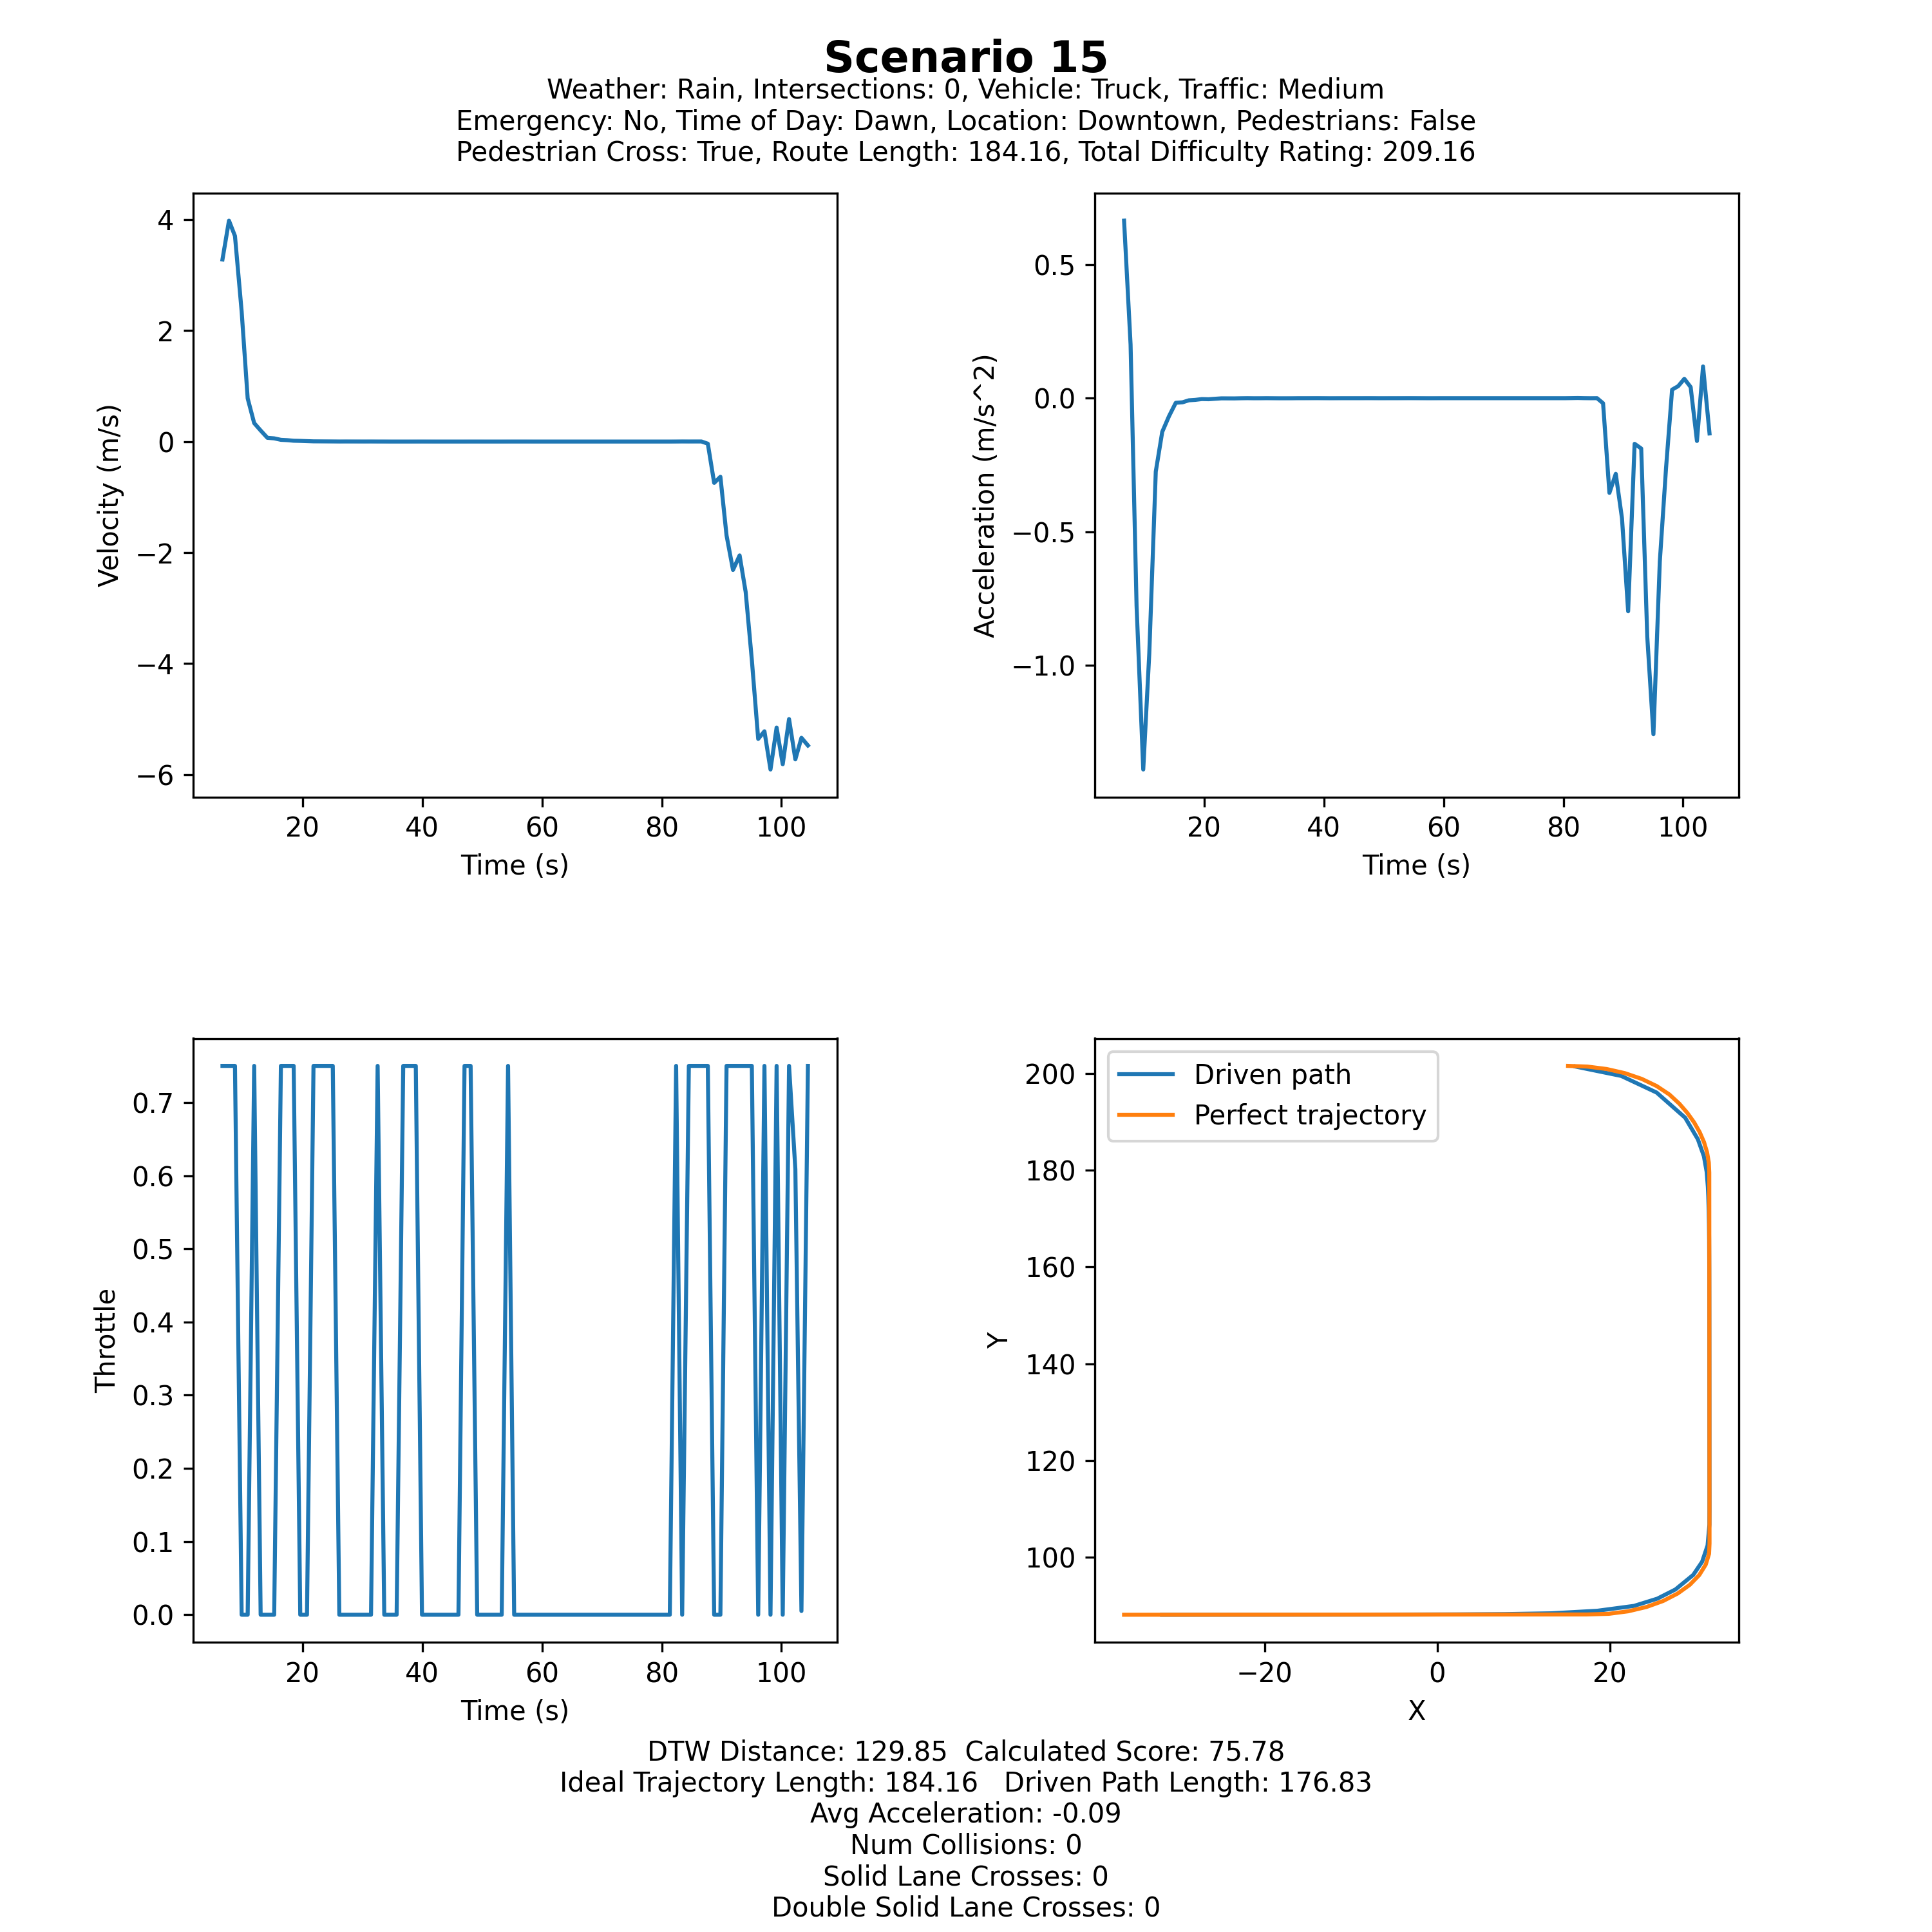 Scenario 15
Weather: Rain, Intersections: 0, Vehicle: Truck, Traffic: Medium
Emergency: No, Time of Day: Dawn, Location: Downtown, Pedestrians: False
Pedestrian Cross: True, Route Length: 184.16, Total Difficulty Rating: 209.16
4
2
0
−2
−4
−6
Velocity (m/s)
20 40 60 80 100
Time (s)
0.5
0.0
−0.5
−1.0
Acceleration (m/s^2)
20 40 60 80 100
Time (s)
0.7
0.6
0.5
0.4
0.3
0.2
0.1
0.0
Throttle
20 40 60 80 100
Time (s)
Driven path
Perfect trajectory
200
180
160
140
120
100
Y
−20 0 20
X
DTW Distance: 129.85  Calculated Score: 75.78
Ideal Trajectory Length: 184.16   Driven Path Length: 176.83
Avg Acceleration: -0.09
Num Collisions: 0
Solid Lane Crosses: 0
Double Solid Lane Crosses: 0